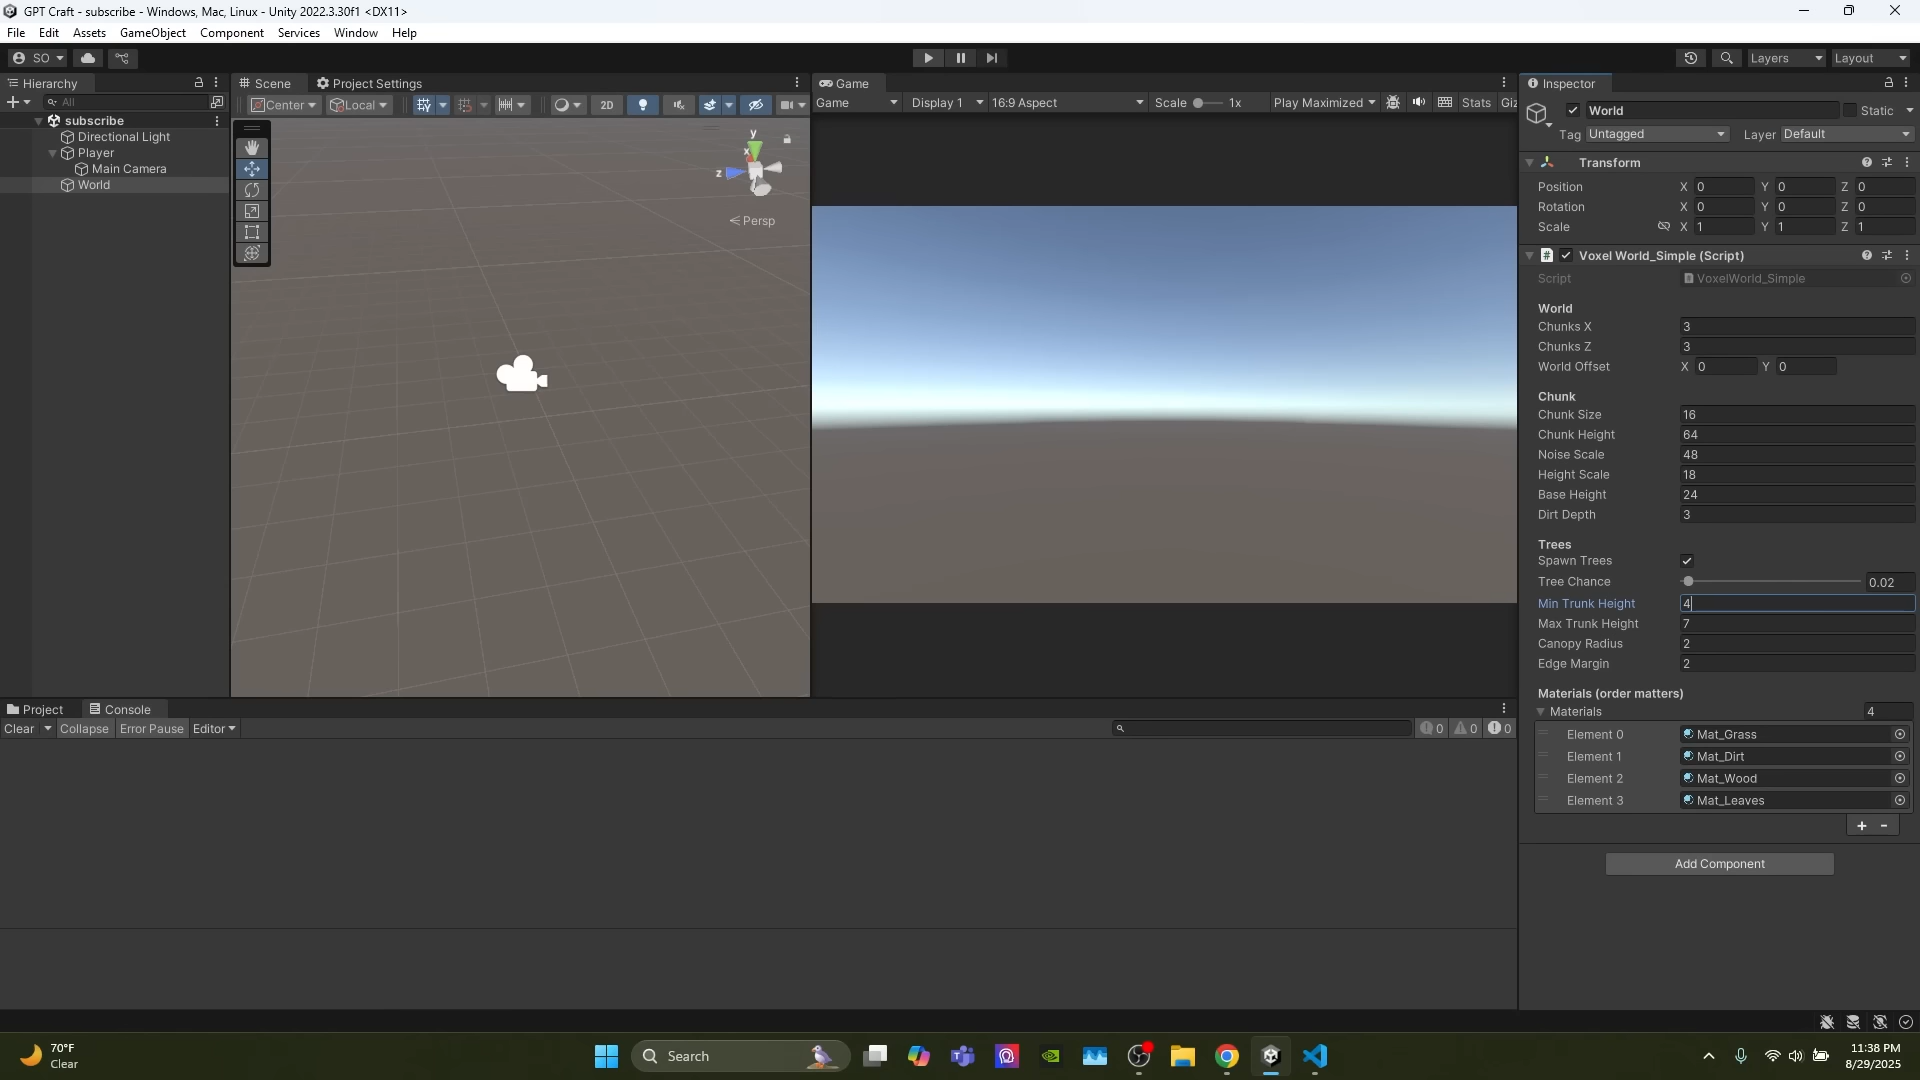 GPT Craft - subscribe - Windows, Mac, Linux - Unity 2022.3.30f1 <DX11>
File Edit Assets GameObject Component Services Window Help
SO Layers Layout
Hierarchy Scene Project Settings Game Inspector
All Center Local 2D Game Display 1 16:9 Aspect Scale 1x Play Maximized Stats Giz
World Static
Tag Untagged Layer Default
subscribe
Directional Light
Player
Main Camera
World
y
x
z
Persp
Transform
Position X 0 Y 0 Z 0
Rotation X 0 Y 0 Z 0
Scale X 1 Y 1 Z 1
# Voxel World_Simple (Script)
Script VoxelWorld_Simple
World
Chunks X 3
Chunks Z 3
World Offset X 0 Y 0
Chunk
Chunk Size 16
Chunk Height 64
Noise Scale 48
Height Scale 18
Base Height 24
Dirt Depth 3
Trees
Spawn Trees
Tree Chance 0.02
Min Trunk Height 4
Max Trunk Height 7
Canopy Radius 2
Edge Margin 2
Materials (order matters)
Materials 4
Element 0 Mat_Grass
Element 1 Mat_Dirt
Element 2 Mat_Wood
Element 3 Mat_Leaves
+ -
Add Component
Project Console
Clear Collapse Error Pause Editor 0 0 0
70°F
Clear
Search
11:38 PM
8/29/2025